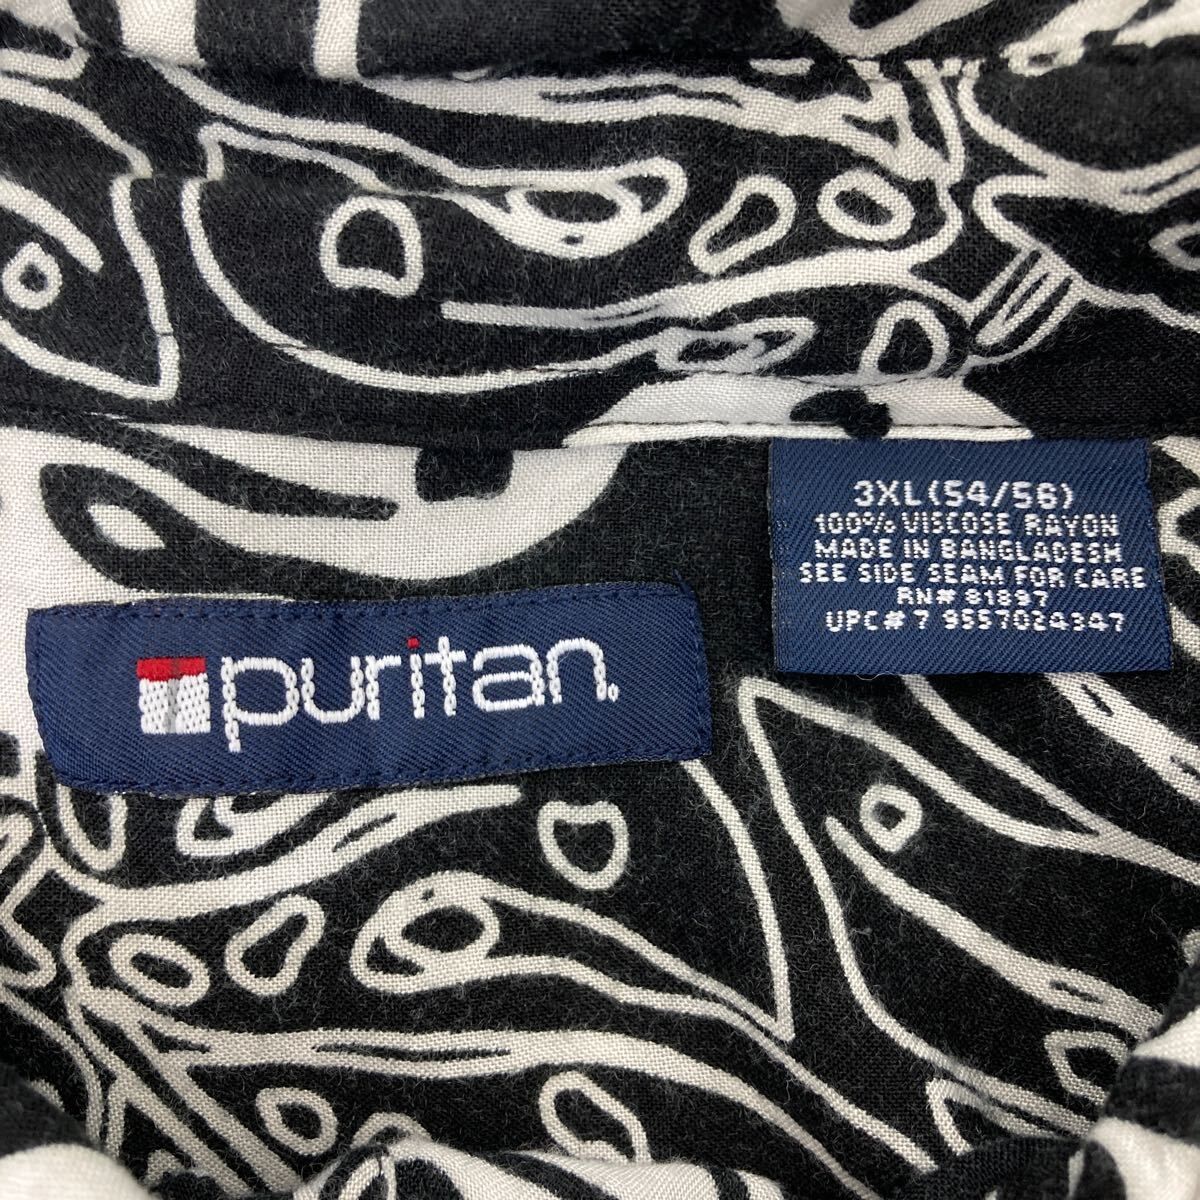 puritan.
3XL(54/56)
100% VISCOSE RAYON
MADE IN BANGLADESH
SEE SIDE SEAM FOR CARE
RN# 81897
UPC# 7 9557024347